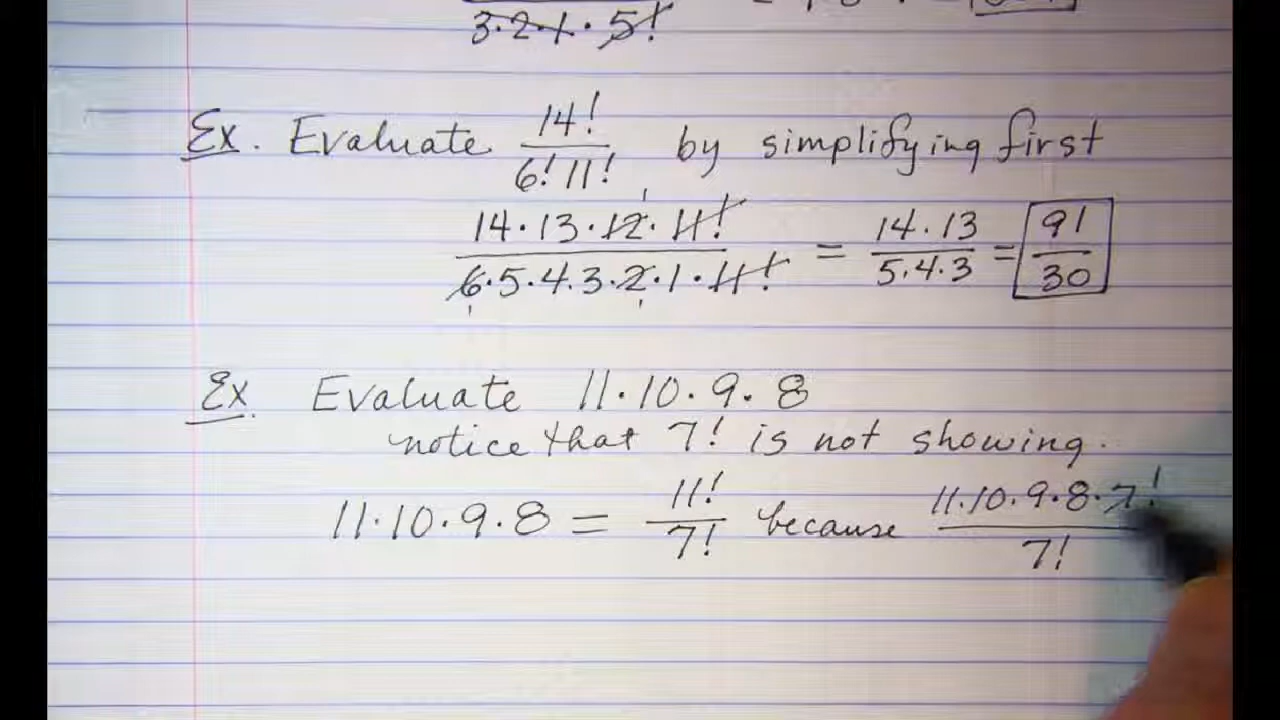 3·2·1·5!
Ex. Evaluate 14!/6!11! by simplifying first
14·13·12·11!/6·5·4·3·2·1·11! = 14·13/5·4·3 = 91/30
Ex. Evaluate 11·10·9·8
notice that 7! is not showing.
11·10·9·8 = 11!/7! because 11·10·9·8·7!/7!